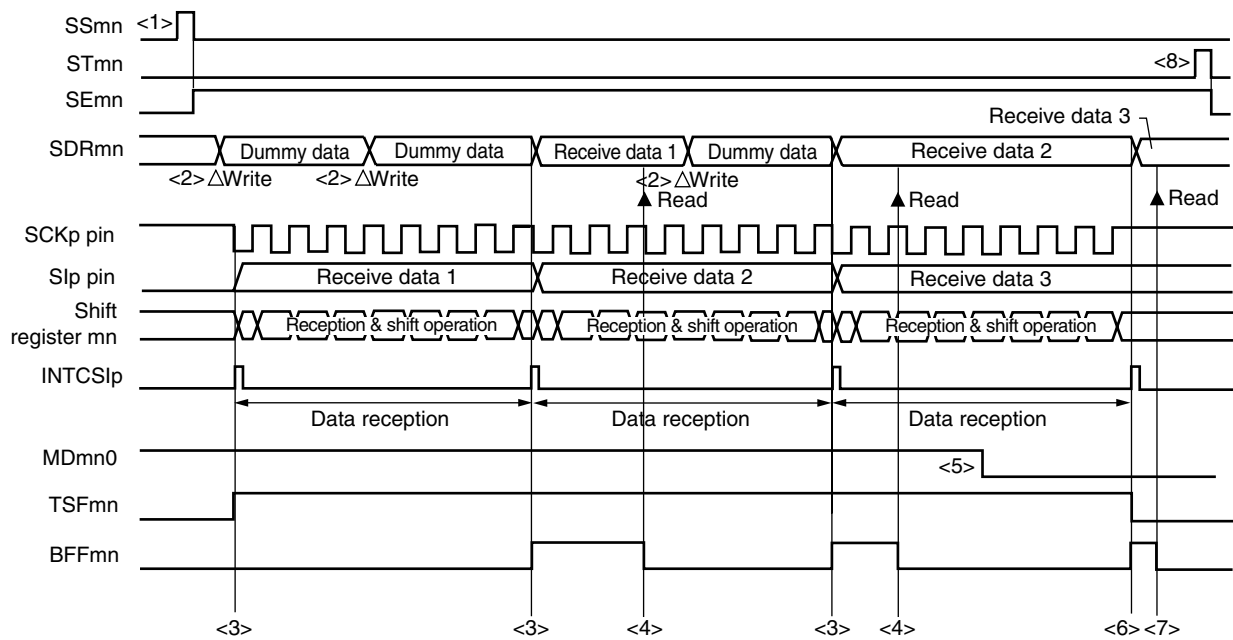 SSmn <1>
STmn <8>
SEmn
Receive data 3
SDRmn Dummy data Dummy data Receive data 1 Dummy data Receive data 2
<2> △Write <2> △Write <2> △Write
▲ Read ▲ Read ▲ Read
SCKp pin
SIp pin Receive data 1 Receive data 2 Receive data 3
Shift
register mn Reception & shift operation Reception & shift operation Reception & shift operation
INTCSIp
Data reception Data reception Data reception
MDmn0 <5>
TSFmn
BFFmn
<3> <3> <4> <3> <4> <6> <7>